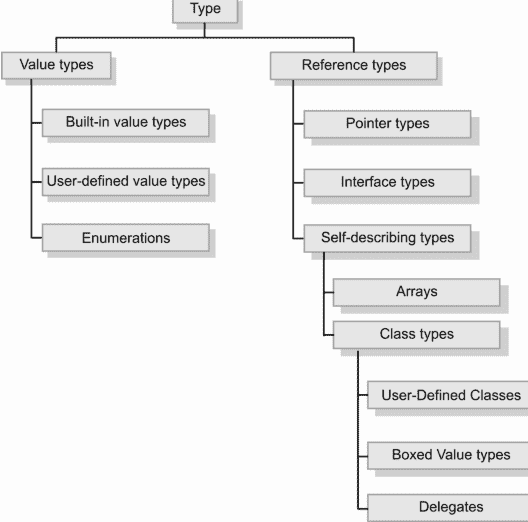 Type
Value types
Reference types
Built-in value types
Pointer types
User-defined value types
Interface types
Enumerations
Self-describing types
Arrays
Class types
User-Defined Classes
Boxed Value types
Delegates